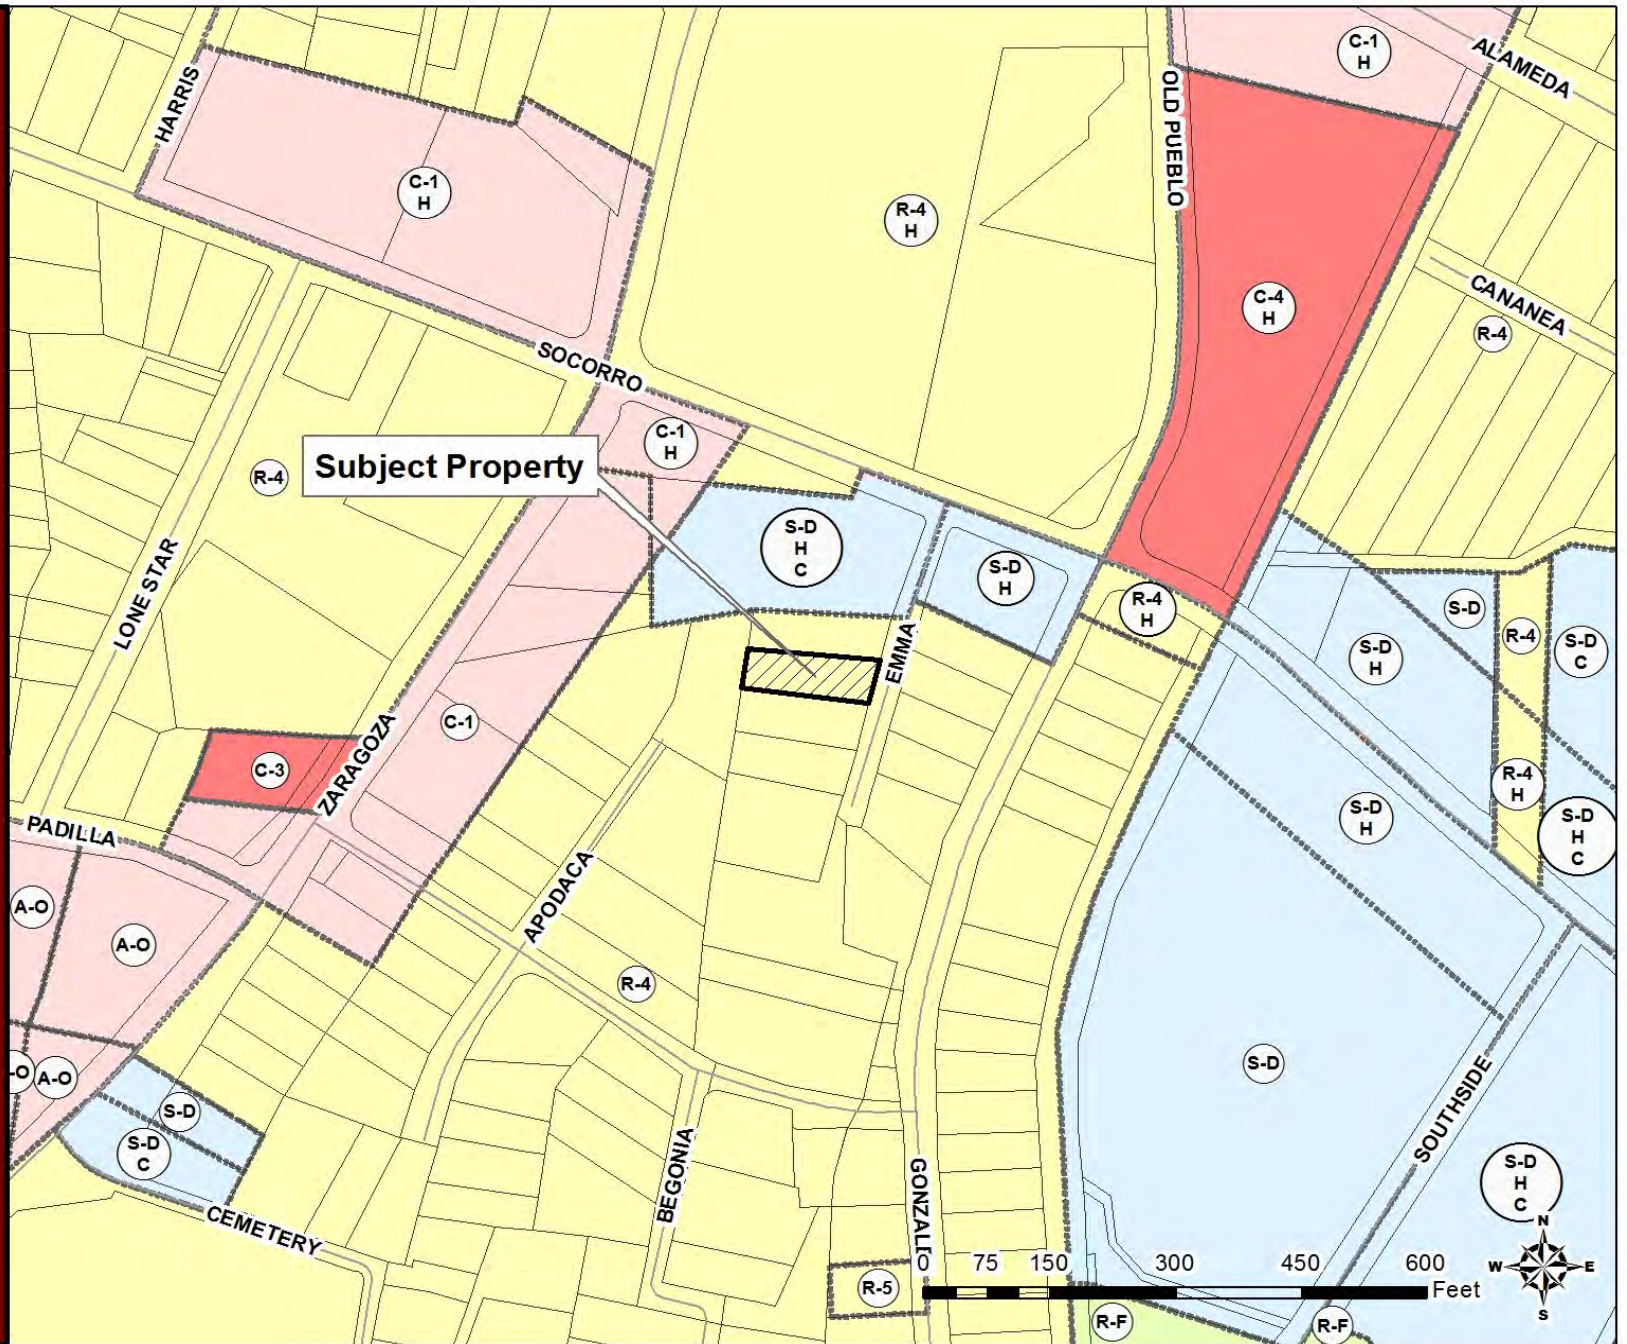 C-1
H
ALAMEDA
HARRIS
OLD PUEBLO
C-1
H
R-4
H
C-4
H
CANANEA
R-4
SOCORRO
C-1
H
Subject Property
R-4
S-D
H
C
S-D
H
R-4
H
S-D
R-4
S-D
C
S-D
H
LONE STAR
EMMA
C-1
ZARAGOZA
C-3
R-4
H
S-D
H
S-D
H
C
PADILLA
APODACA
A-O
A-O
R-4
-O
A-O
S-D
S-D
SOUTHSIDE
S-D
C
BEGONIA
GONZALE
S-D
H
C
CEMETERY
N
W
E
S
0 75 150 300 450 600
Feet
R-5
R-F
R-F